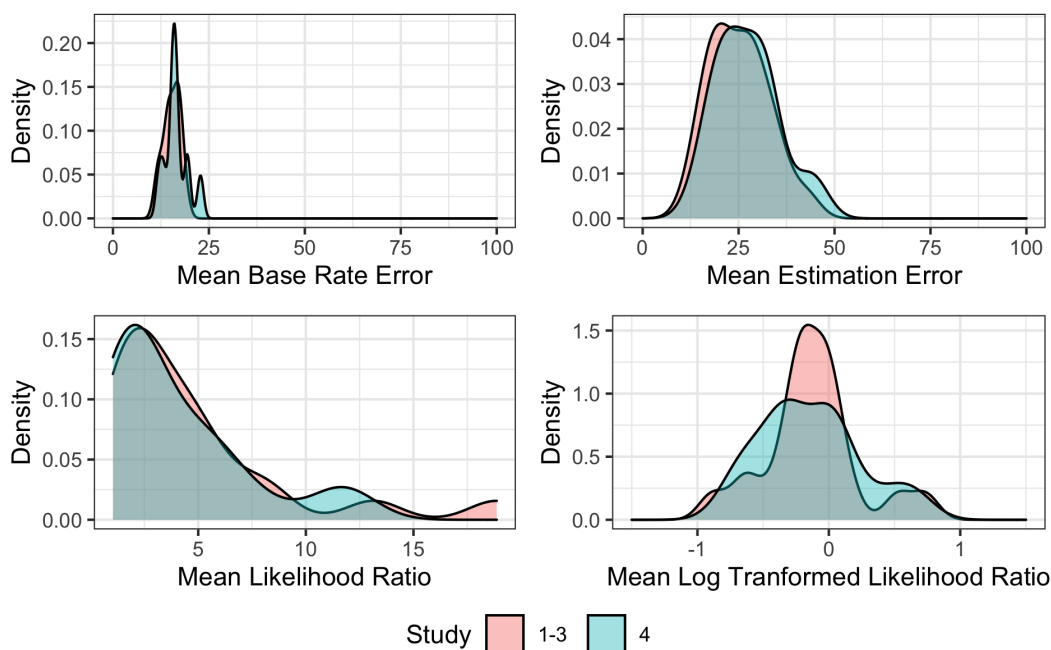 Density
0.20
0.15
0.10
0.05
0.00
0 25 50 75 100
Mean Base Rate Error
Density
0.04
0.03
0.02
0.01
0.00
0 25 50 75 100
Mean Estimation Error
Density
0.15
0.10
0.05
0.00
5 10 15
Mean Likelihood Ratio
Density
1.5
1.0
0.5
0.0
-1 0 1
Mean Log Tranformed Likelihood Ratio
Study 1-3 4